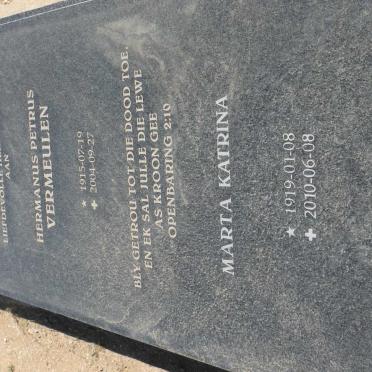 AAN
HERMANUS PETRUS
VERMEULEN
★ 1915-07-19
✚ 2004-09-27
BLY GETROU TOT DIE DOOD TOE.
EN EK SAL JULLE DIE LEWE
AS KROON GEE
OPENBARING 2:10
MARTA KATRINA
★ 1919-01-08
✚ 2010-06-08